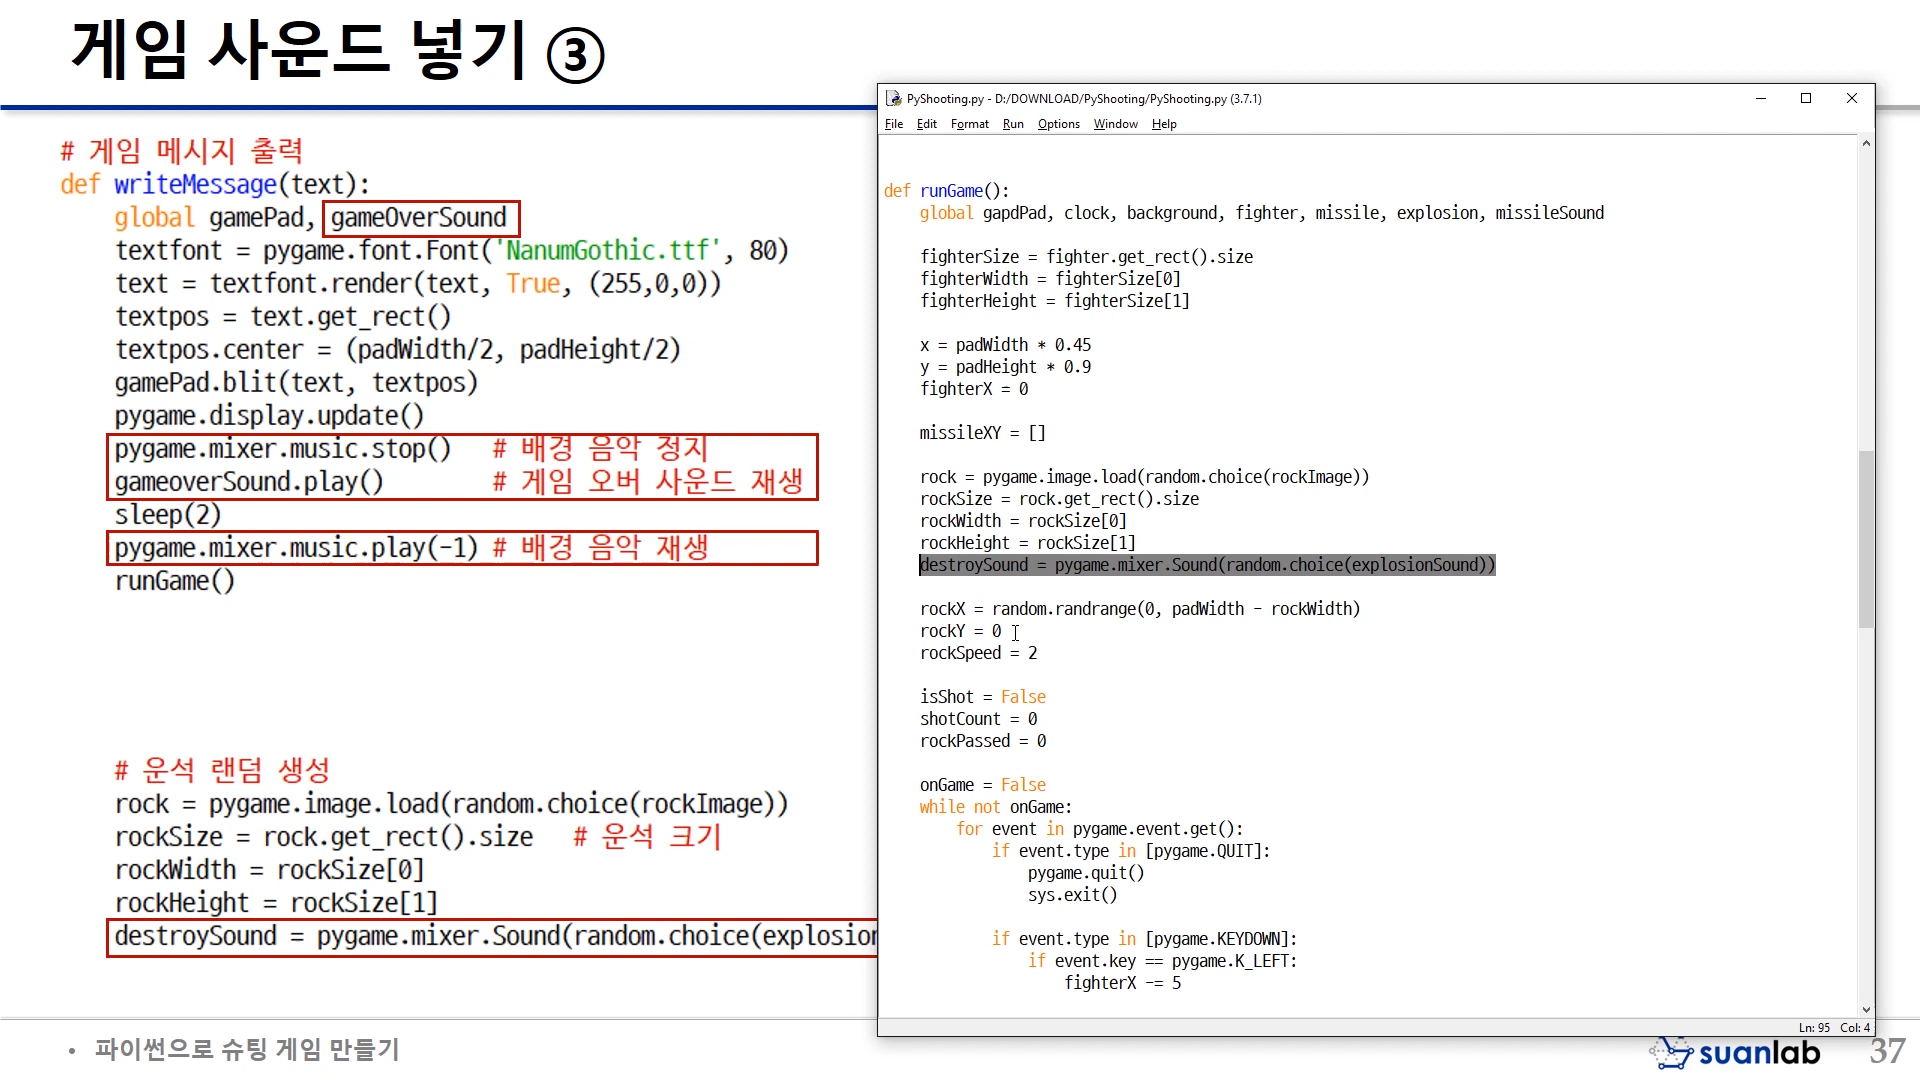 게임 사운드 넣기 ③
# 게임 메시지 출력
def writeMessage(text):
global gamePad, gameOverSound
textfont = pygame.font.Font('NanumGothic.ttf', 80)
text = textfont.render(text, True, (255,0,0))
textpos = text.get_rect()
textpos.center = (padWidth/2, padHeight/2)
gamePad.blit(text, textpos)
pygame.display.update()
pygame.mixer.music.stop() # 배경 음악 정지
gameoverSound.play() # 게임 오버 사운드 재생
sleep(2)
pygame.mixer.music.play(-1) # 배경 음악 재생
runGame()
# 운석 랜덤 생성
rock = pygame.image.load(random.choice(rockImage))
rockSize = rock.get_rect().size # 운석 크기
rockWidth = rockSize[0]
rockHeight = rockSize[1]
destroySound = pygame.mixer.Sound(random.choice(explosion
PyShooting.py - D:/DOWNLOAD/PyShooting/PyShooting.py (3.7.1)
File Edit Format Run Options Window Help
def runGame():
global gapdPad, clock, background, fighter, missile, explosion, missileSound
fighterSize = fighter.get_rect().size
fighterWidth = fighterSize[0]
fighterHeight = fighterSize[1]
x = padWidth * 0.45
y = padHeight * 0.9
fighterX = 0
missileXY = []
rock = pygame.image.load(random.choice(rockImage))
rockSize = rock.get_rect().size
rockWidth = rockSize[0]
rockHeight = rockSize[1]
destroySound = pygame.mixer.Sound(random.choice(explosionSound))
rockX = random.randrange(0, padWidth - rockWidth)
rockY = 0
rockSpeed = 2
isShot = False
shotCount = 0
rockPassed = 0
onGame = False
while not onGame:
for event in pygame.event.get():
if event.type in [pygame.QUIT]:
pygame.quit()
sys.exit()
if event.type in [pygame.KEYDOWN]:
if event.key == pygame.K_LEFT:
fighterX -= 5
Ln: 95 Col: 4
• 파이썬으로 슈팅 게임 만들기
suanlab
37